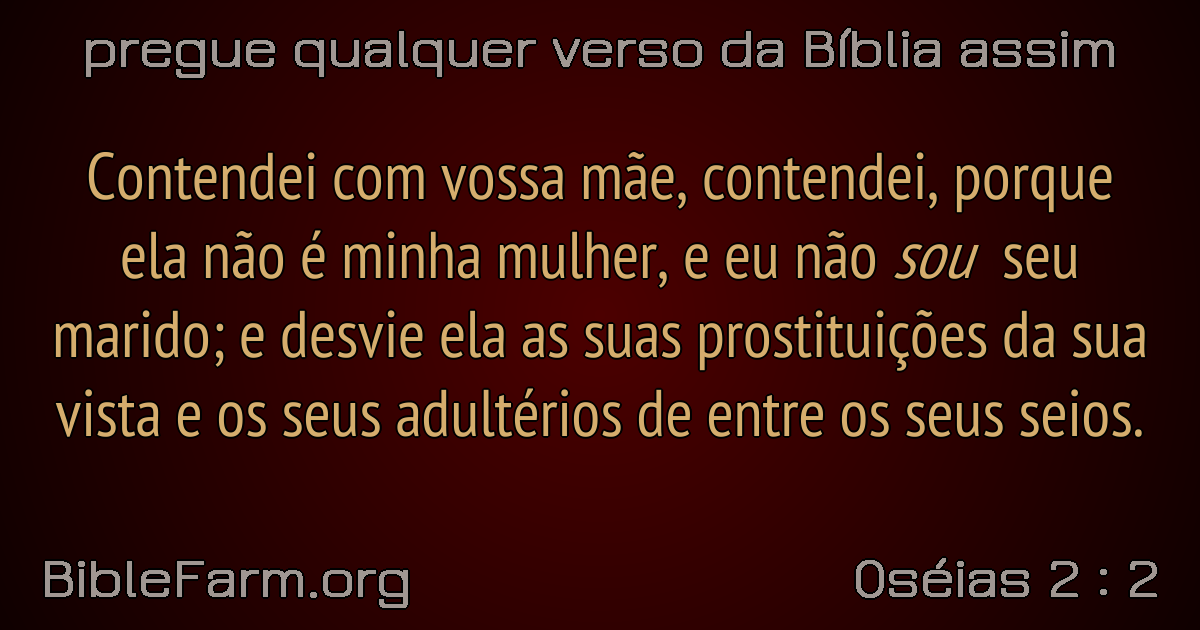 pregue qualquer verso da Bíblia assim
Contendei com vossa mãe, contendei, porque
ela não é minha mulher, e eu não sou seu
marido; e desvie ela as suas prostituições da sua
vista e os seus adultérios de entre os seus seios.
BibleFarm.org
Oséias 2 : 2